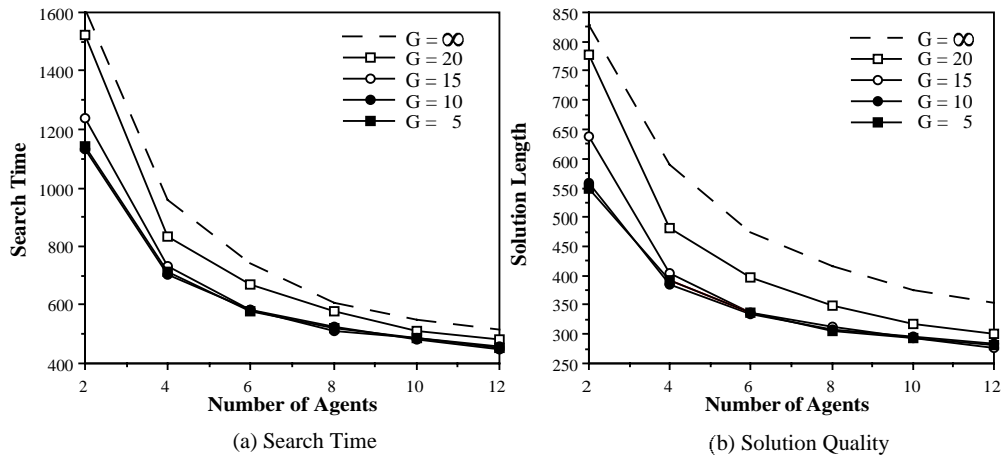 1600
1400
1200
1000
800
600
400
Search Time
2 4 6 8 10 12
Number of Agents
G = ∞
G = 20
G = 15
G = 10
G = 5
(a) Search Time
850
800
750
700
650
600
550
500
450
400
350
300
250
Solution Length
2 4 6 8 10 12
Number of Agents
G = ∞
G = 20
G = 15
G = 10
G = 5
(b) Solution Quality